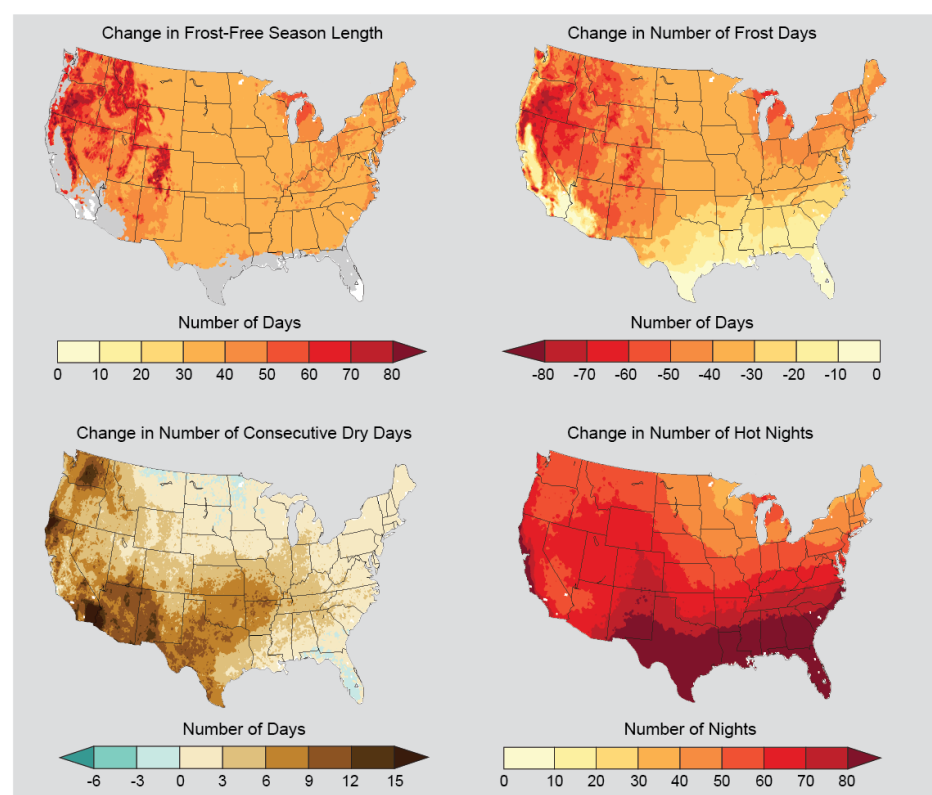 Change in Frost-Free Season Length
Number of Days
0 10 20 30 40 50 60 70 80
Change in Number of Frost Days
Number of Days
-80 -70 -60 -50 -40 -30 -20 -10 0
Change in Number of Consecutive Dry Days
Number of Days
-6 -3 0 3 6 9 12 15
Change in Number of Hot Nights
Number of Nights
0 10 20 30 40 50 60 70 80